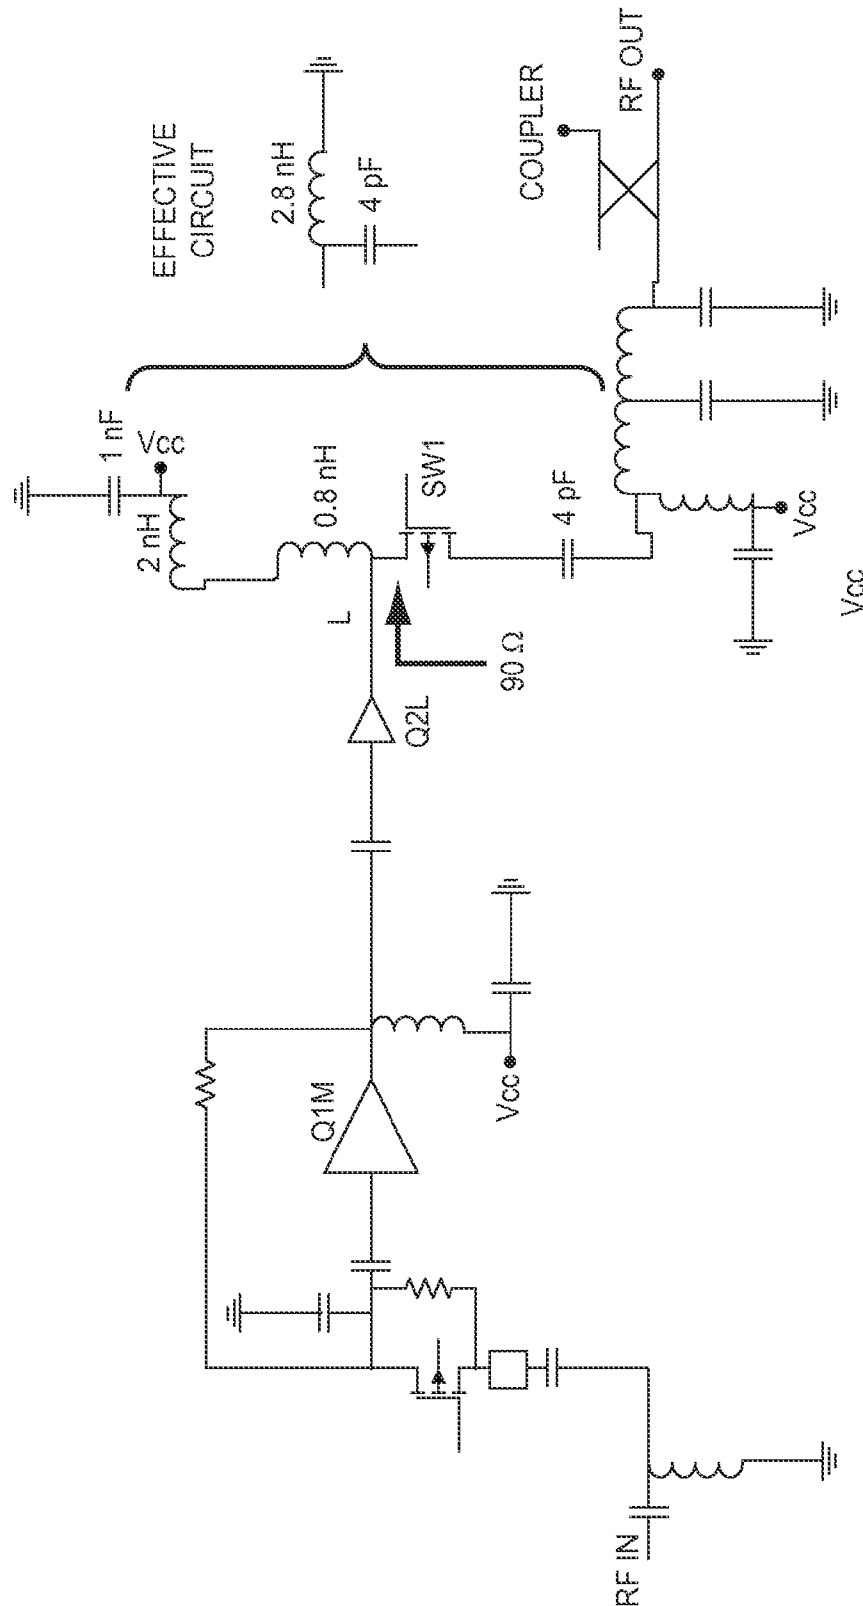 RF IN
Q1M
Vcc
Q2L
L
90 Ω
0.8 nH
2 nH
Vcc
1 nF
SW1
4 pF
Vcc
Vcc
EFFECTIVE
CIRCUIT
2.8 nH
4 pF
COUPLER
RF OUT